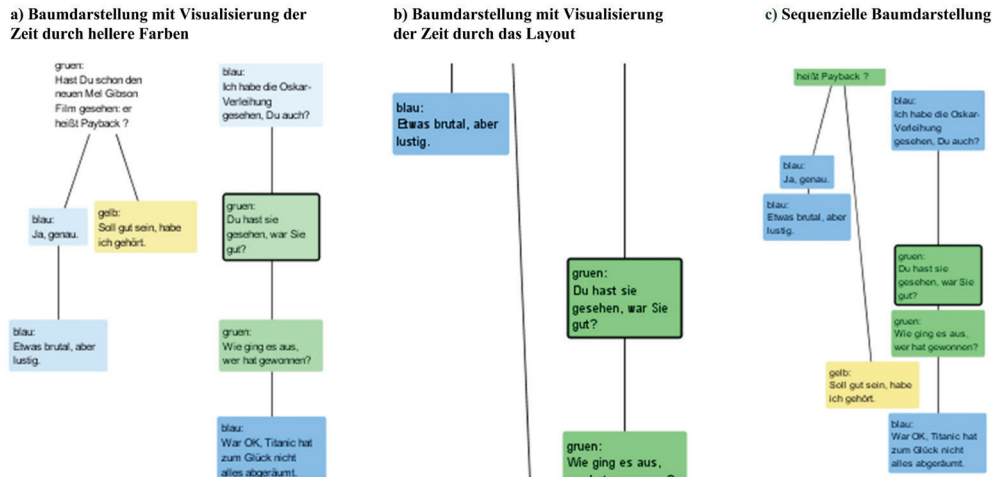 a) Baumdarstellung mit Visualisierung der
Zeit durch hellere Farben
gruen:
Hast Du schon den
neuen Mel Gibson
Film gesehen: er
heißt Payback ?
blau:
Ich habe die Oskar-
Verleihung
gesehen, Du auch?
blau:
Ja, genau.
gelb:
Soll gut sein, habe
ich gehört.
gruen:
Du hast sie
gesehen, war Sie
gut?
blau:
Etwas brutal, aber
lustig.
gruen:
Wie ging es aus,
wer hat gewonnen?
blau:
War OK, Titanic hat
zum Glück nicht
alles abgeräumt.
b) Baumdarstellung mit Visualisierung
der Zeit durch das Layout
blau:
Etwas brutal, aber
lustig.
gruen:
Du hast sie
gesehen, war Sie
gut?
gruen:
Wie ging es aus,
c) Sequenzielle Baumdarstellung
heißt Payback ?
blau:
Ich habe die Oskar-
Verleihung
gesehen, Du auch?
blau:
Ja, genau.
blau:
Etwas brutal, aber
lustig.
gruen:
Du hast sie
gesehen, war Sie
gut?
gruen:
Wie ging es aus,
wer hat gewonnen?
gelb:
Soll gut sein, habe
ich gehört.
blau:
War OK, Titanic hat
zum Glück nicht
alles abgeräumt.